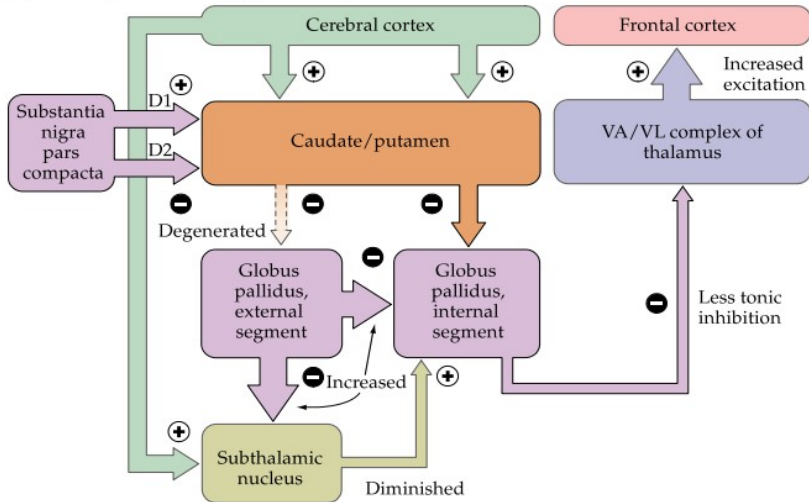 Cerebral cortex
Frontal cortex
+
+
+
+
Increased
excitation
Substantia
nigra
pars
compacta
D1
D2
Caudate/putamen
VA/VL complex of
thalamus
−
−
−
Degenerated
Globus
pallidus,
external
segment
−
Globus
pallidus,
internal
segment
−
Less tonic
inhibition
−
Increased
+
+
Subthalamic
nucleus
Diminished